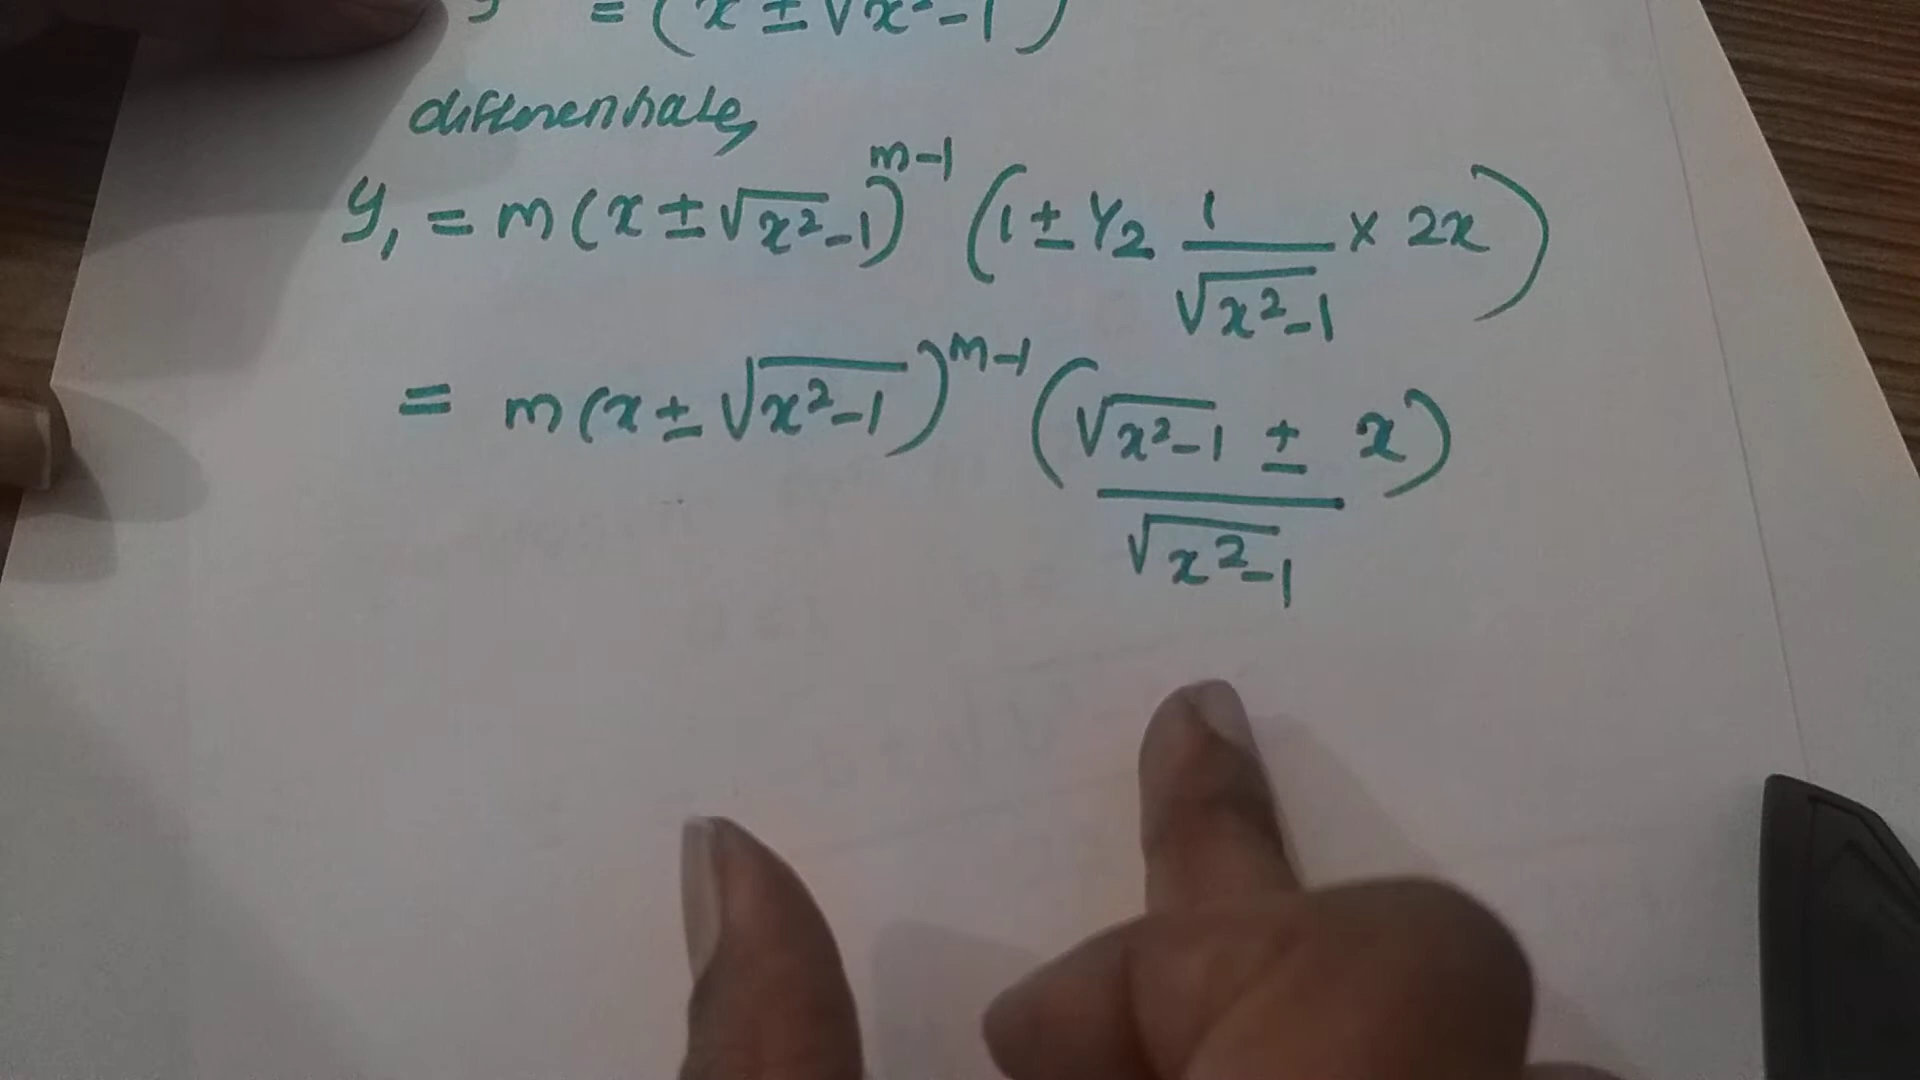 y = (x ± √x²-1)
differentiate,
y₁ = m(x ± √x²-1)^(m-1) (1 ± 1/2 1/√x²-1 × 2x)
= m(x ± √x²-1)^(m-1) (√x²-1 ± x)/√x²-1